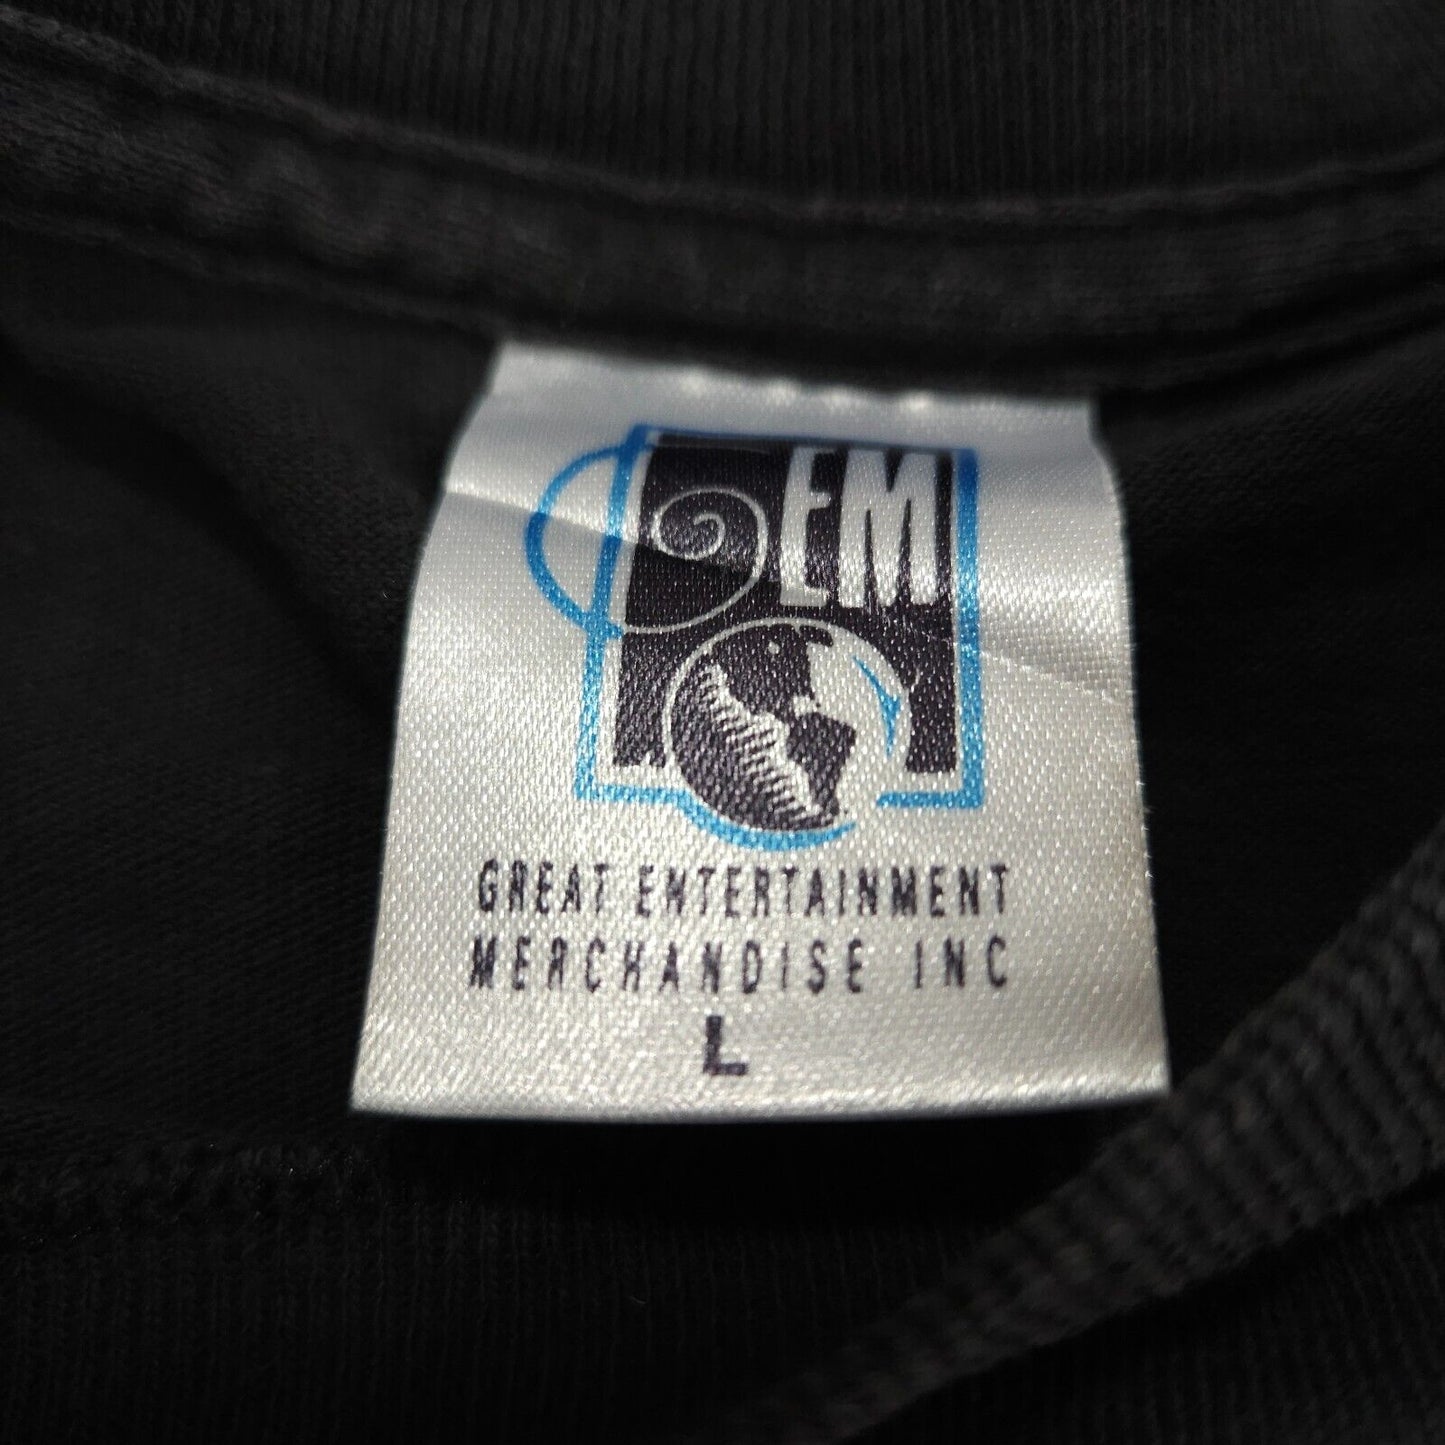 GEM
GREAT ENTERTAINMENT
MERCHANDISE INC
L